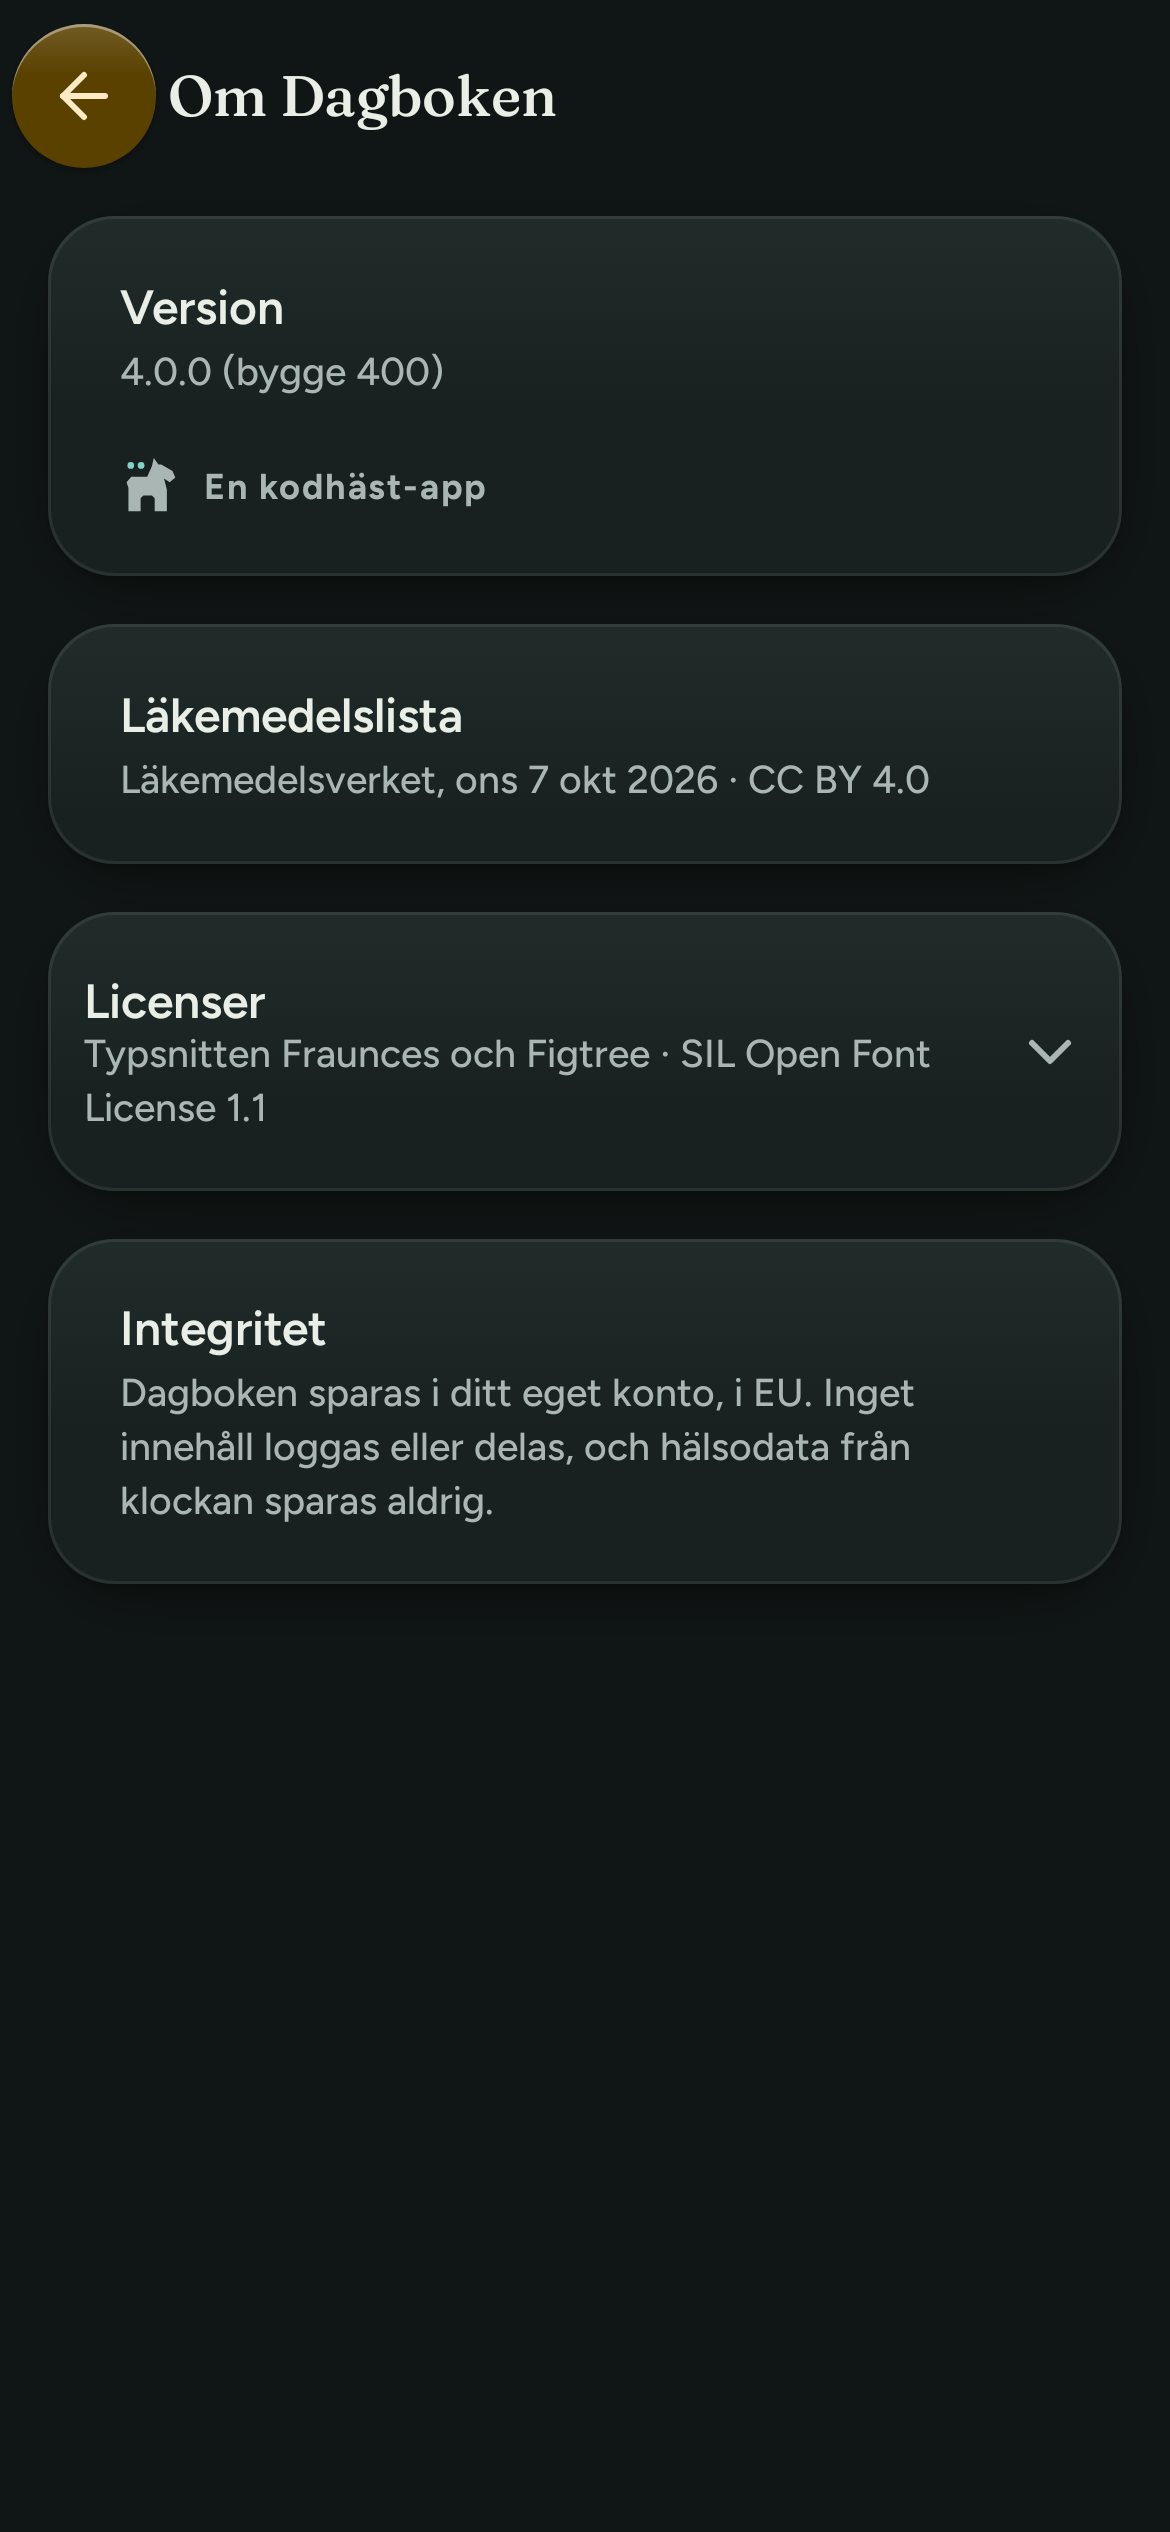 Om Dagboken
Version
4.0.0 (bygge 400)
En kodhäst-app
Läkemedelslista
Läkemedelsverket, ons 7 okt 2026 · CC BY 4.0
Licenser
Typsnitten Fraunces och Figtree · SIL Open Font
License 1.1
Integritet
Dagboken sparas i ditt eget konto, i EU. Inget
innehåll loggas eller delas, och hälsodata från
klockan sparas aldrig.